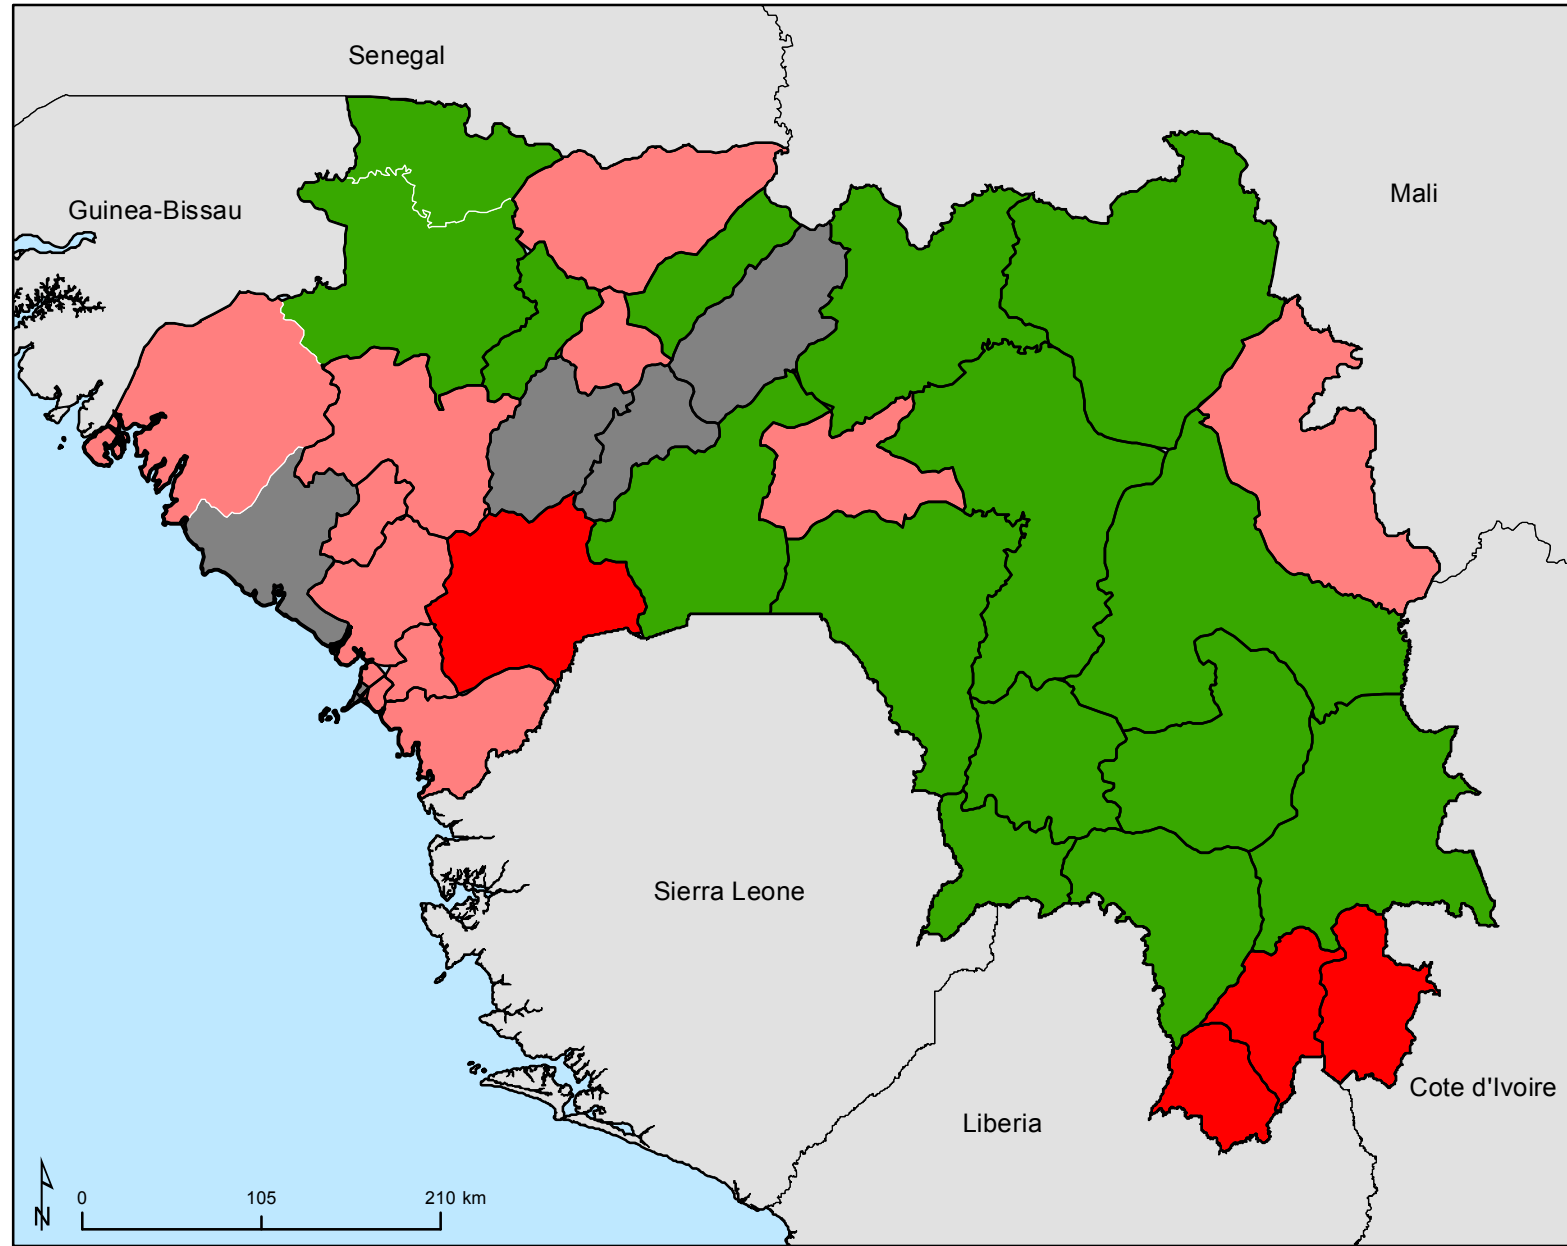 Senegal
Mali
Guinea-Bissau
Sierra Leone
Cote d'Ivoire
Liberia
0 105 210 km
N